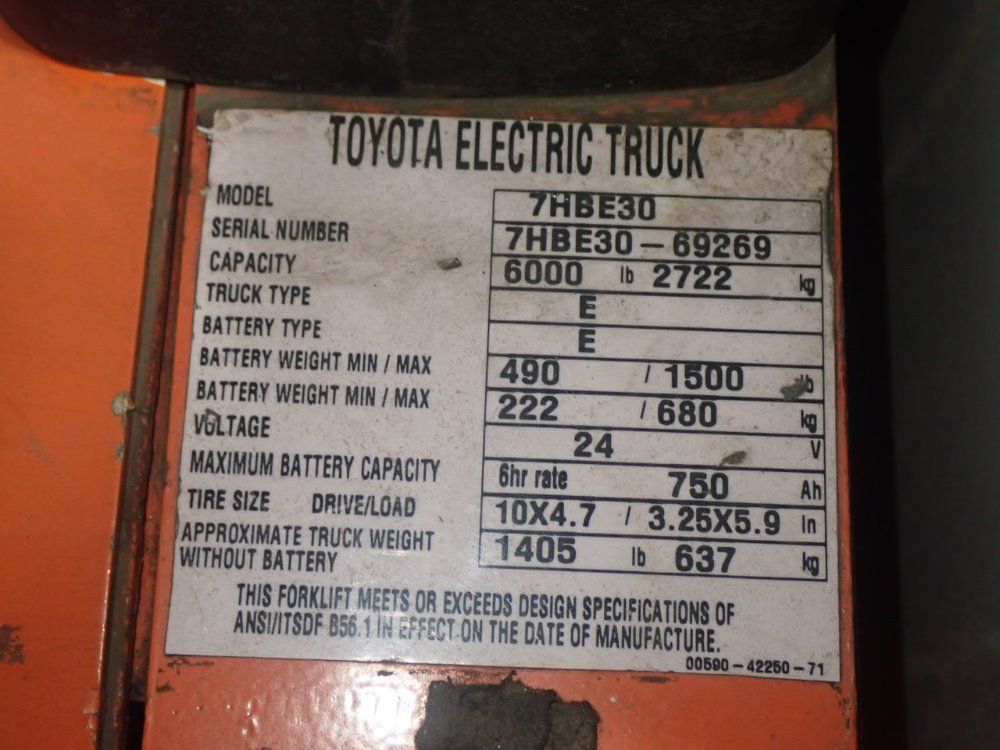 TOYOTA ELECTRIC TRUCK
MODEL 7HBE30
SERIAL NUMBER 7HBE30-69269
CAPACITY 6000 lb 2722 kg
TRUCK TYPE E
BATTERY TYPE E
BATTERY WEIGHT MIN / MAX 490 / 1500 lb
BATTERY WEIGHT MIN / MAX 222 / 680 kg
VOLTAGE 24 V
MAXIMUM BATTERY CAPACITY 6hr rate 750 Ah
TIRE SIZE DRIVE/LOAD 10X4.7 / 3.25X5.9 in
APPROXIMATE TRUCK WEIGHT
WITHOUT BATTERY 1405 lb 637 kg
THIS FORKLIFT MEETS OR EXCEEDS DESIGN SPECIFICATIONS OF
ANSI/ITSDF B56.1 IN EFFECT ON THE DATE OF MANUFACTURE.
00590-42250-71